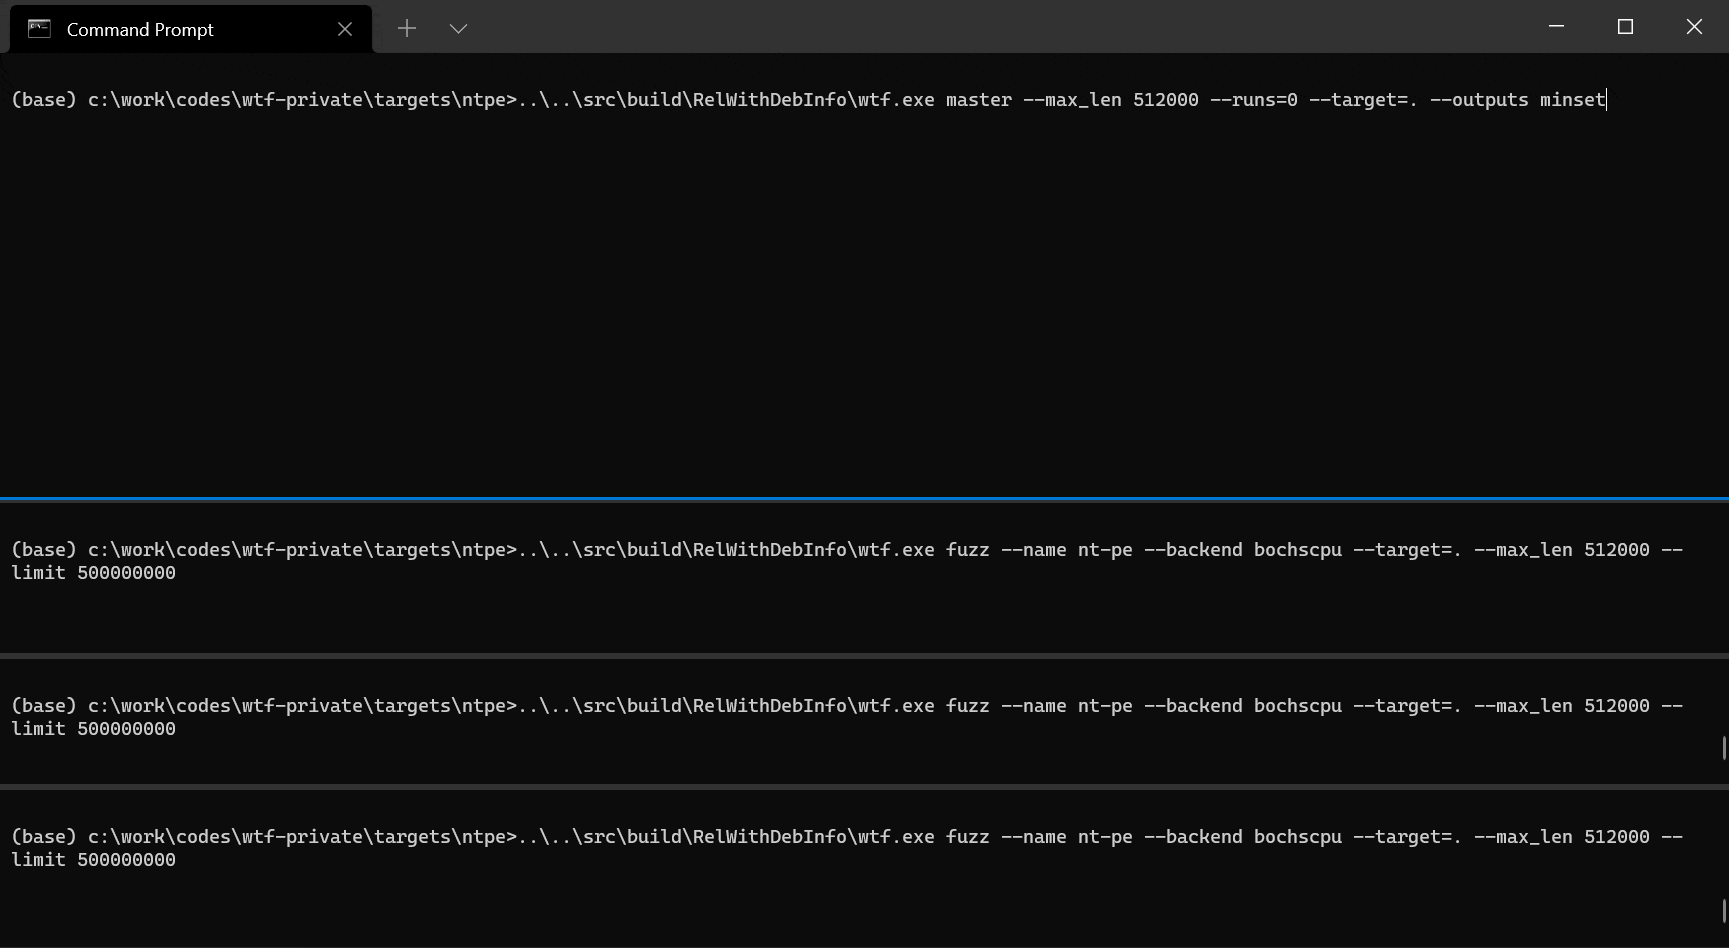 Command Prompt
(base) c:\work\codes\wtf-private\targets\ntpe>..\..\src\build\RelWithDebInfo\wtf.exe master --max_len 512000 --runs=0 --target=. --outputs minset
(base) c:\work\codes\wtf-private\targets\ntpe>..\..\src\build\RelWithDebInfo\wtf.exe fuzz --name nt-pe --backend bochscpu --target=. --max_len 512000 --
limit 500000000
(base) c:\work\codes\wtf-private\targets\ntpe>..\..\src\build\RelWithDebInfo\wtf.exe fuzz --name nt-pe --backend bochscpu --target=. --max_len 512000 --
limit 500000000
(base) c:\work\codes\wtf-private\targets\ntpe>..\..\src\build\RelWithDebInfo\wtf.exe fuzz --name nt-pe --backend bochscpu --target=. --max_len 512000 --
limit 500000000